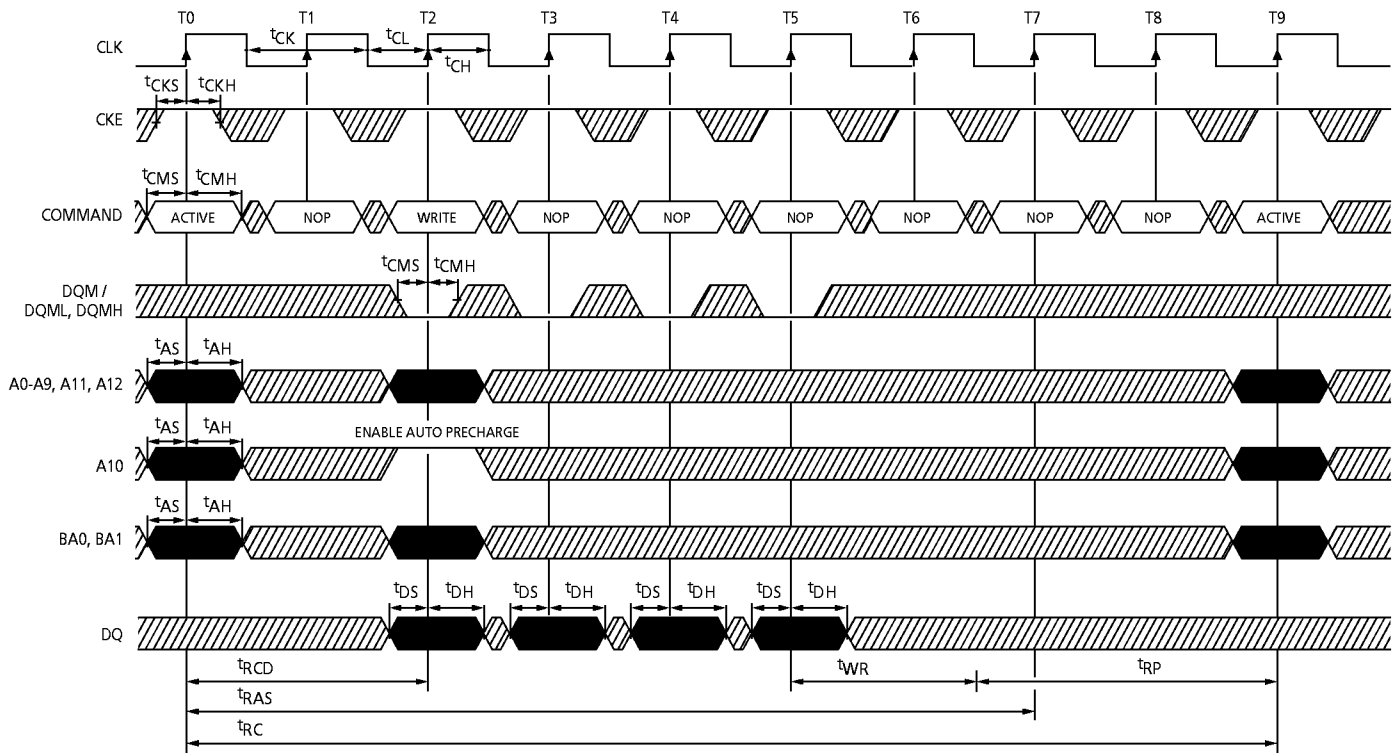 T0 T1 T2 T3 T4 T5 T6 T7 T8 T9
CLK tCK tCL tCH
tCKS tCKH
CKE
tCMS tCMH
COMMAND ACTIVE NOP WRITE NOP NOP NOP NOP NOP NOP ACTIVE
tCMS tCMH
DQM /
DQML, DQMH
tAS tAH
A0-A9, A11, A12
ENABLE AUTO PRECHARGE
tAS tAH
A10
tAS tAH
BA0, BA1
tDS tDH tDS tDH tDS tDH tDS tDH
DQ
tRCD tWR tRP
tRAS
tRC